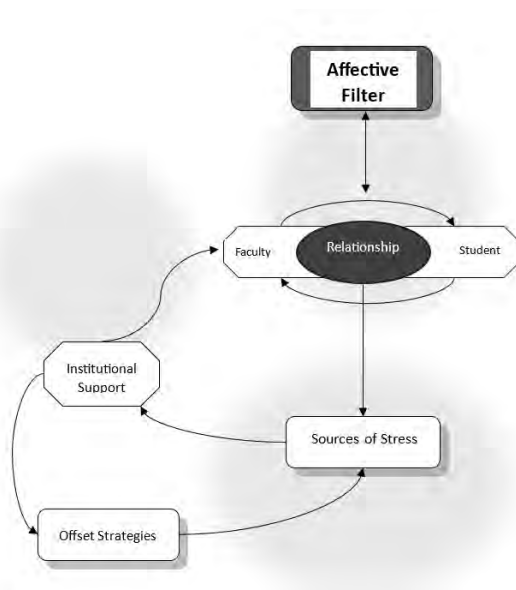 Affective
Filter
Faculty
Relationship
Student
Institutional
Support
Sources of Stress
Offset Strategies